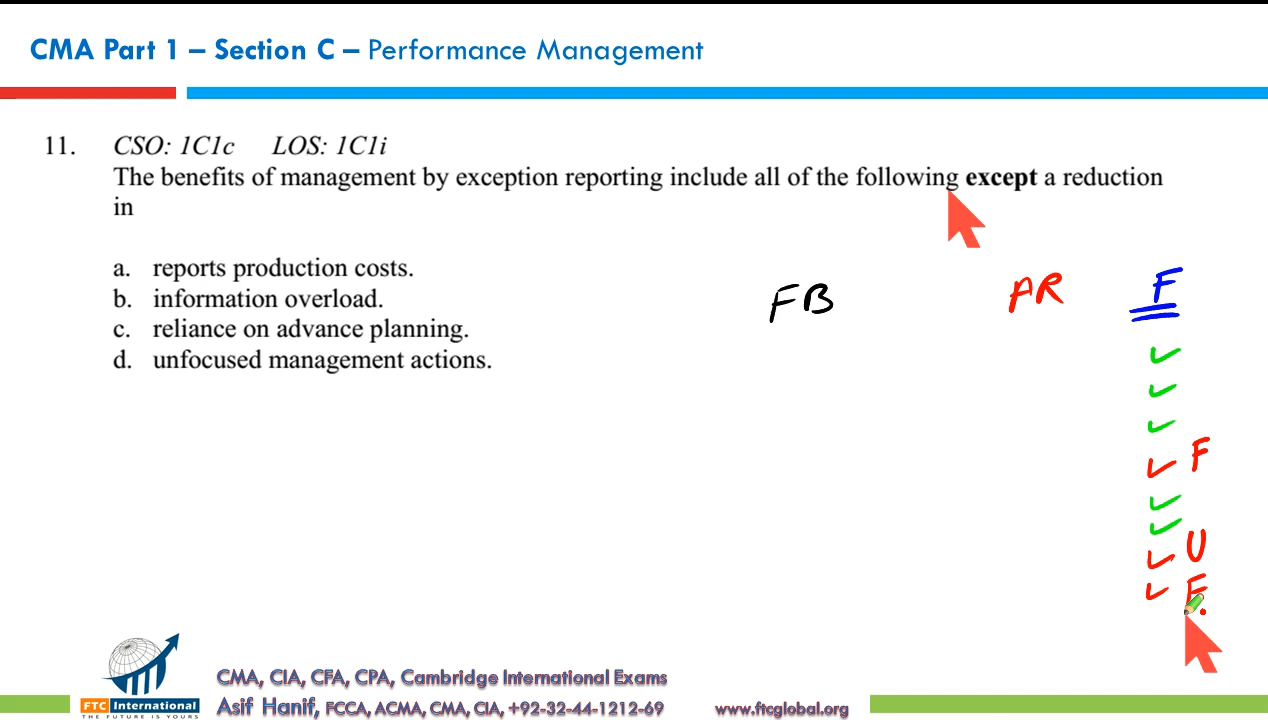 CMA Part 1 – Section C – Performance Management
11. CSO: 1C1c LOS: 1C1i
The benefits of management by exception reporting include all of the following except a reduction
in
a. reports production costs.
b. information overload.
c. reliance on advance planning.
d. unfocused management actions.
FB AR F
F
U
F
FTC International
THE FUTURE IS YOURS
CMA, CIA, CFA, CPA, Cambridge International Exams
Asif Hanif, FCCA, ACMA, CMA, CIA, +92-32-44-1212-69 www.ftcglobal.org